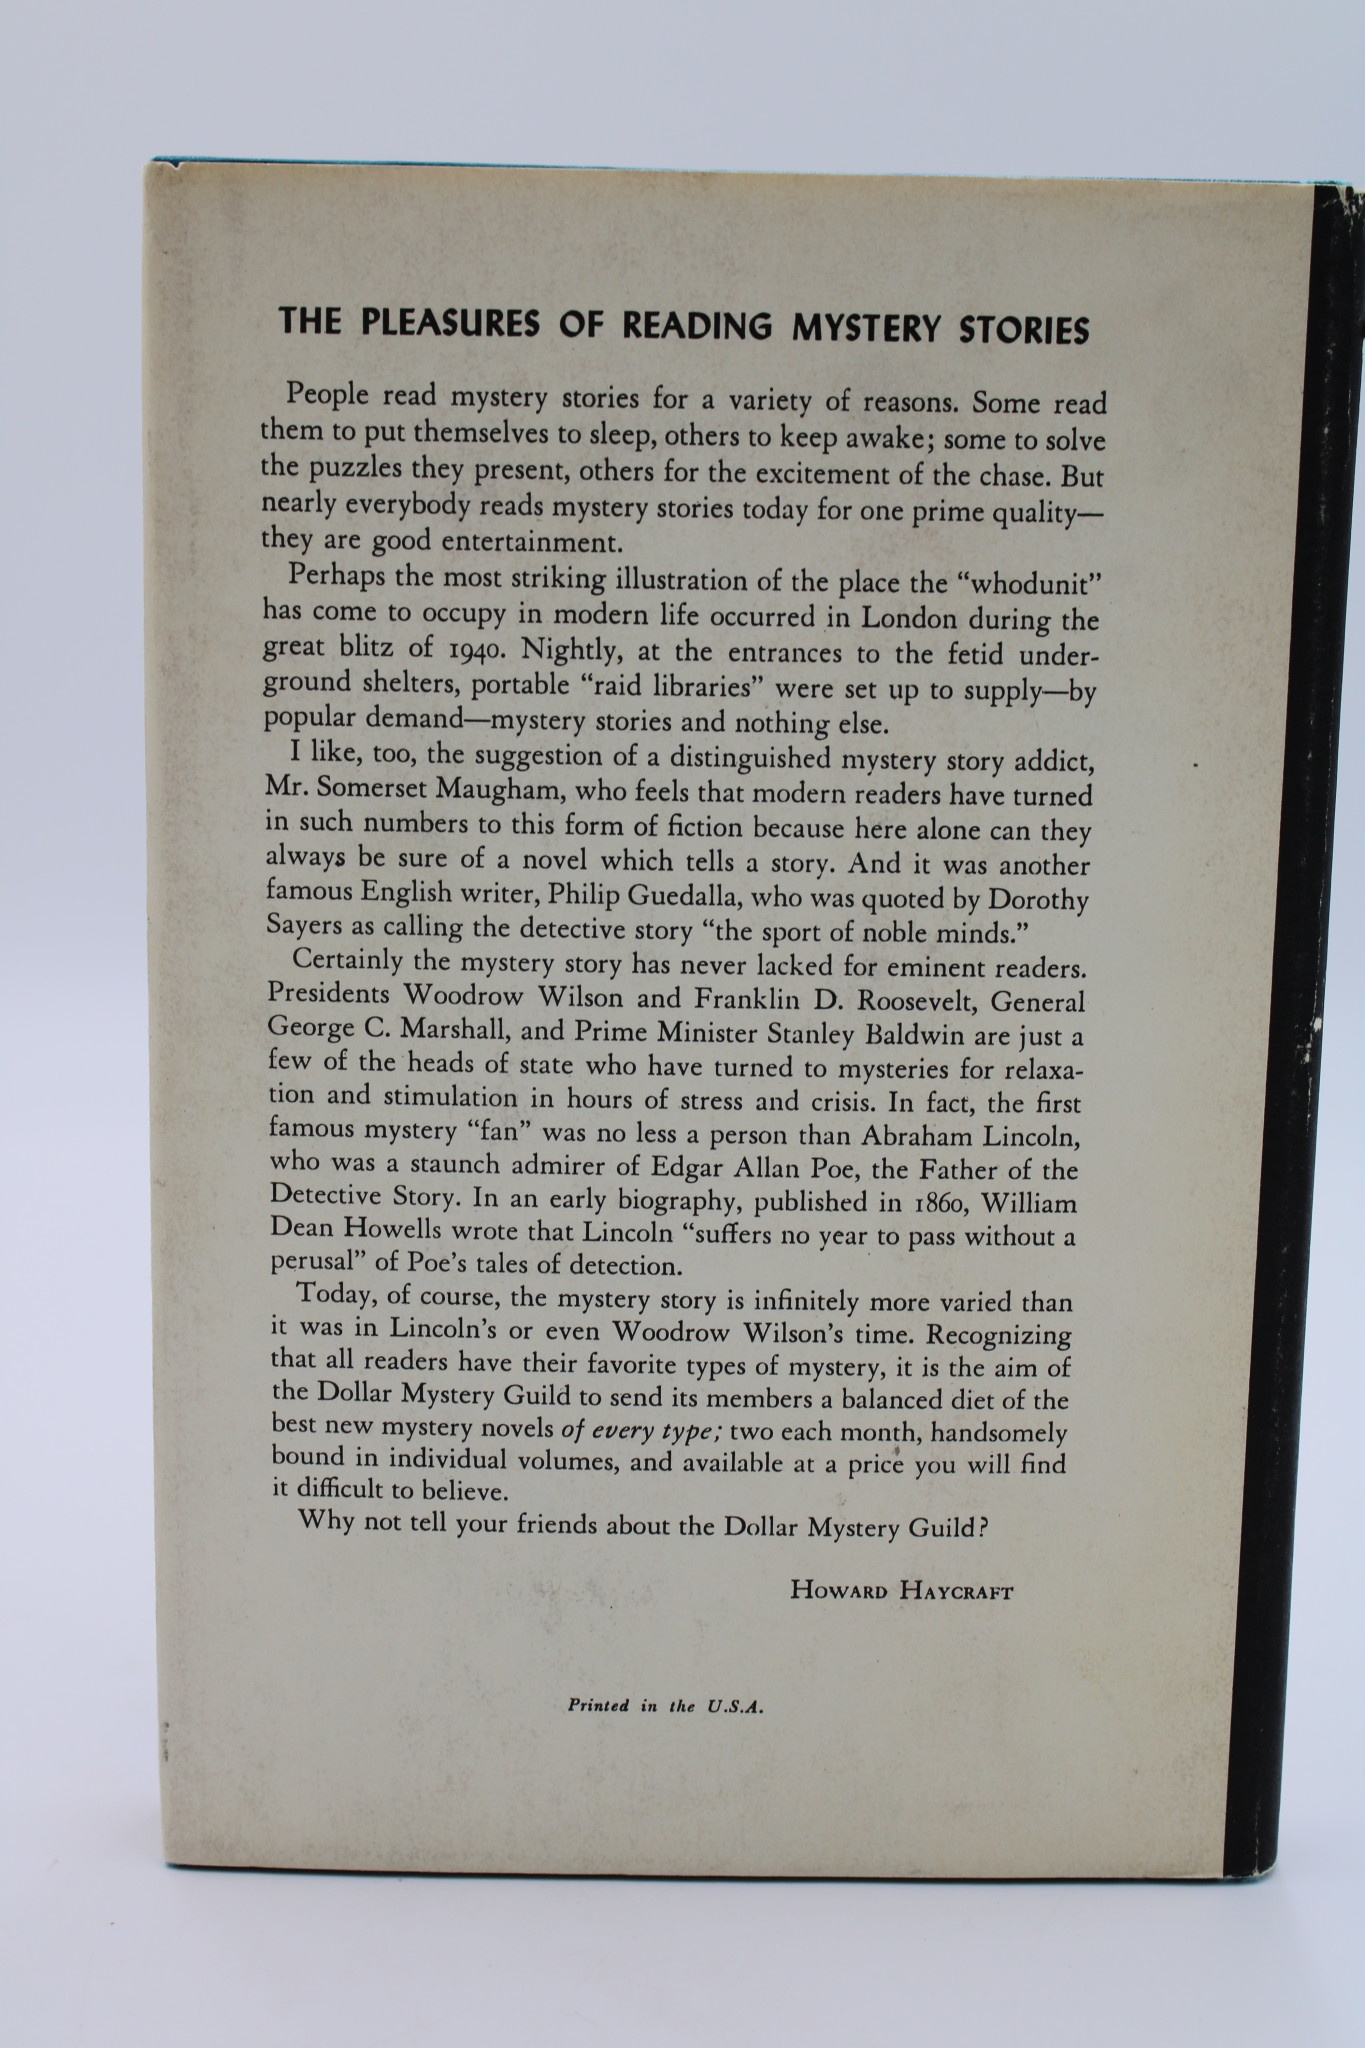 THE PLEASURES OF READING MYSTERY STORIES
People read mystery stories for a variety of reasons. Some read
them to put themselves to sleep, others to keep awake; some to solve
the puzzles they present, others for the excitement of the chase. But
nearly everybody reads mystery stories today for one prime quality—
they are good entertainment.
Perhaps the most striking illustration of the place the “whodunit”
has come to occupy in modern life occurred in London during the
great blitz of 1940. Nightly, at the entrances to the fetid under-
ground shelters, portable “raid libraries” were set up to supply—by
popular demand—mystery stories and nothing else.
I like, too, the suggestion of a distinguished mystery story addict,
Mr. Somerset Maugham, who feels that modern readers have turned
in such numbers to this form of fiction because here alone can they
always be sure of a novel which tells a story. And it was another
famous English writer, Philip Guedalla, who was quoted by Dorothy
Sayers as calling the detective story “the sport of noble minds.”
Certainly the mystery story has never lacked for eminent readers.
Presidents Woodrow Wilson and Franklin D. Roosevelt, General
George C. Marshall, and Prime Minister Stanley Baldwin are just a
few of the heads of state who have turned to mysteries for relaxa-
tion and stimulation in hours of stress and crisis. In fact, the first
famous mystery “fan” was no less a person than Abraham Lincoln,
who was a staunch admirer of Edgar Allan Poe, the Father of the
Detective Story. In an early biography, published in 1860, William
Dean Howells wrote that Lincoln “suffers no year to pass without a
perusal” of Poe’s tales of detection.
Today, of course, the mystery story is infinitely more varied than
it was in Lincoln’s or even Woodrow Wilson’s time. Recognizing
that all readers have their favorite types of mystery, it is the aim of
the Dollar Mystery Guild to send its members a balanced diet of the
best new mystery novels of every type; two each month, handsomely
bound in individual volumes, and available at a price you will find
it difficult to believe.
Why not tell your friends about the Dollar Mystery Guild?
HOWARD HAYCRAFT
Printed in the U.S.A.